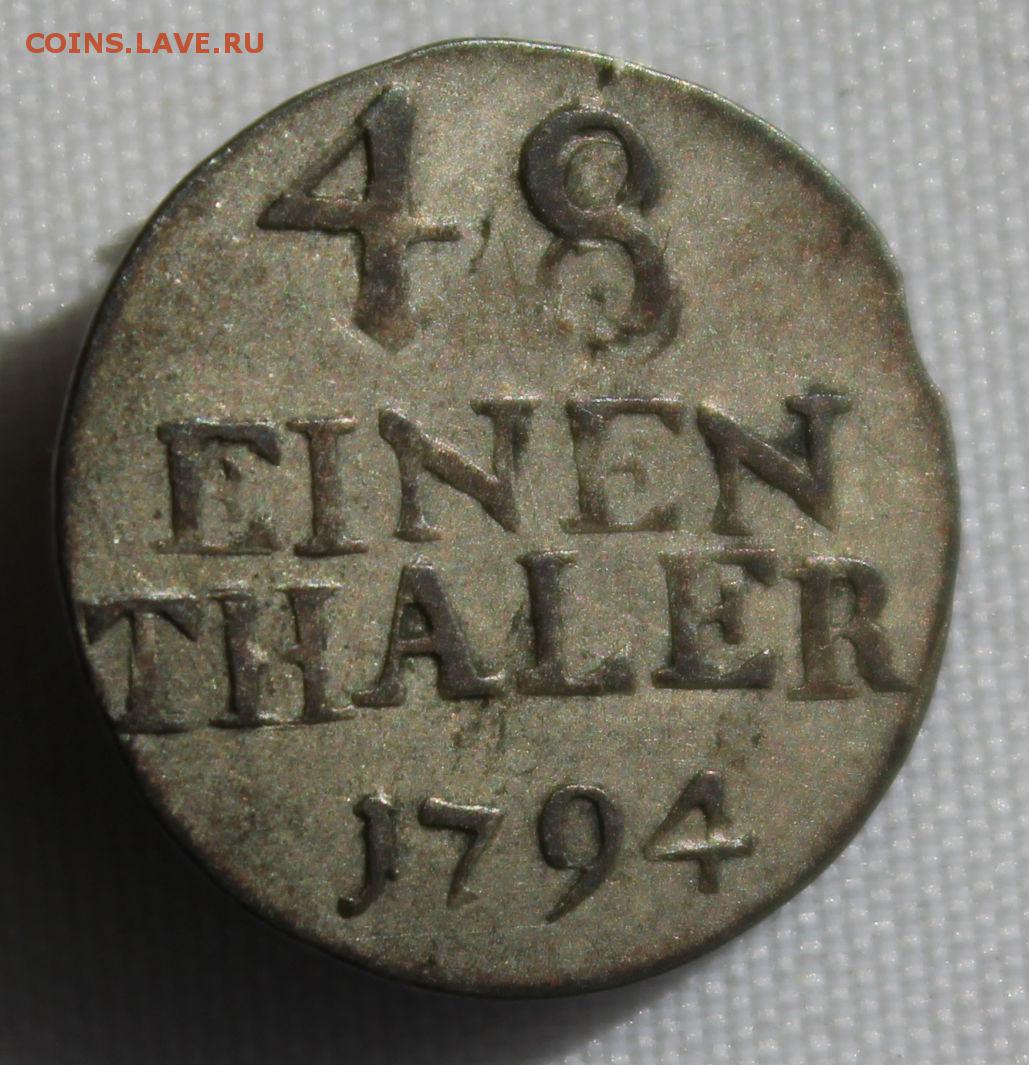 COINS.LAVE.RU
48
EINEN
THALER
1794